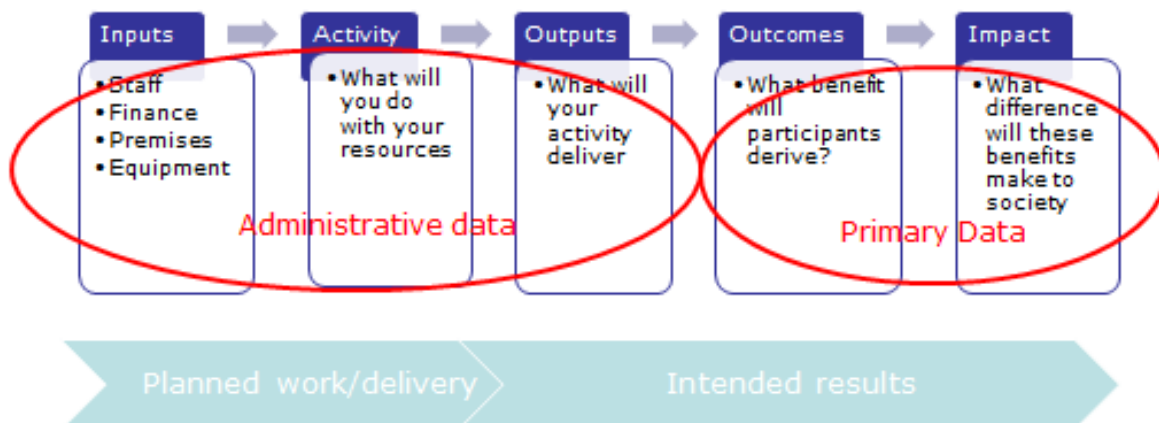 Inputs
Activity
Outputs
Outcomes
Impact
•Staff
•Finance
•Premises
•Equipment
•What will
you do
with your
resources
•What will
your
activity
deliver
•What benefit
will
participants
derive?
•What
difference
will these
benefits
make to
society
Administrative data
Primary Data
Planned work/delivery
Intended results